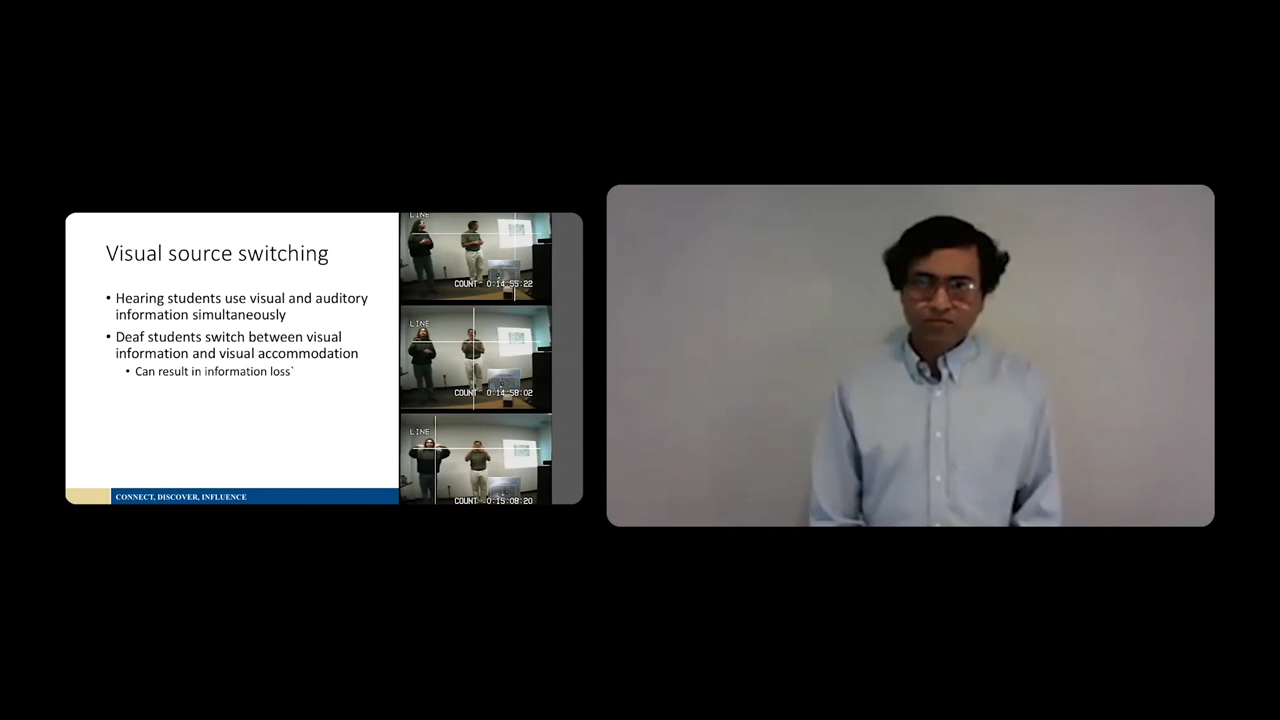 Visual source switching
• Hearing students use visual and auditory
information simultaneously
• Deaf students switch between visual
information and visual accommodation
• Can result in information loss`
CONNECT, DISCOVER, INFLUENCE
LINE
COUNT 0:14:55:22
LINE
COUNT 0:14:58:02
LINE
COUNT 0:15:08:20